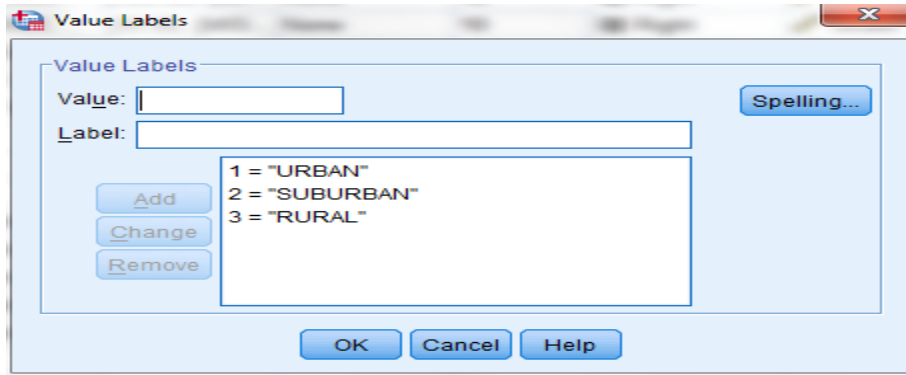 Value Labels
Value Labels
Value:
Spelling...
Label:
1 = "URBAN"
2 = "SUBURBAN"
3 = "RURAL"
Add
Change
Remove
OK Cancel Help